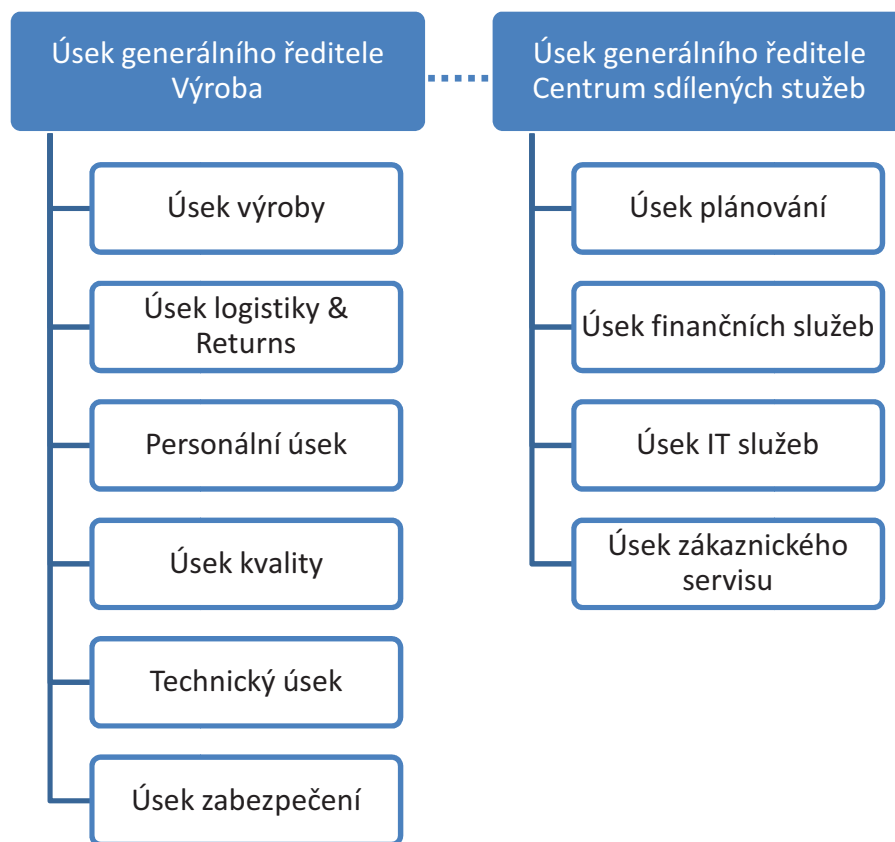 Úsek generálního ředitele
Výroba
Úsek výroby
Úsek logistiky &
Returns
Personální úsek
Úsek kvality
Technický úsek
Úsek zabezpečení
Úsek generálního ředitele
Centrum sdílených stužeb
Úsek plánování
Úsek finančních služeb
Úsek IT služeb
Úsek zákaznického
servisu